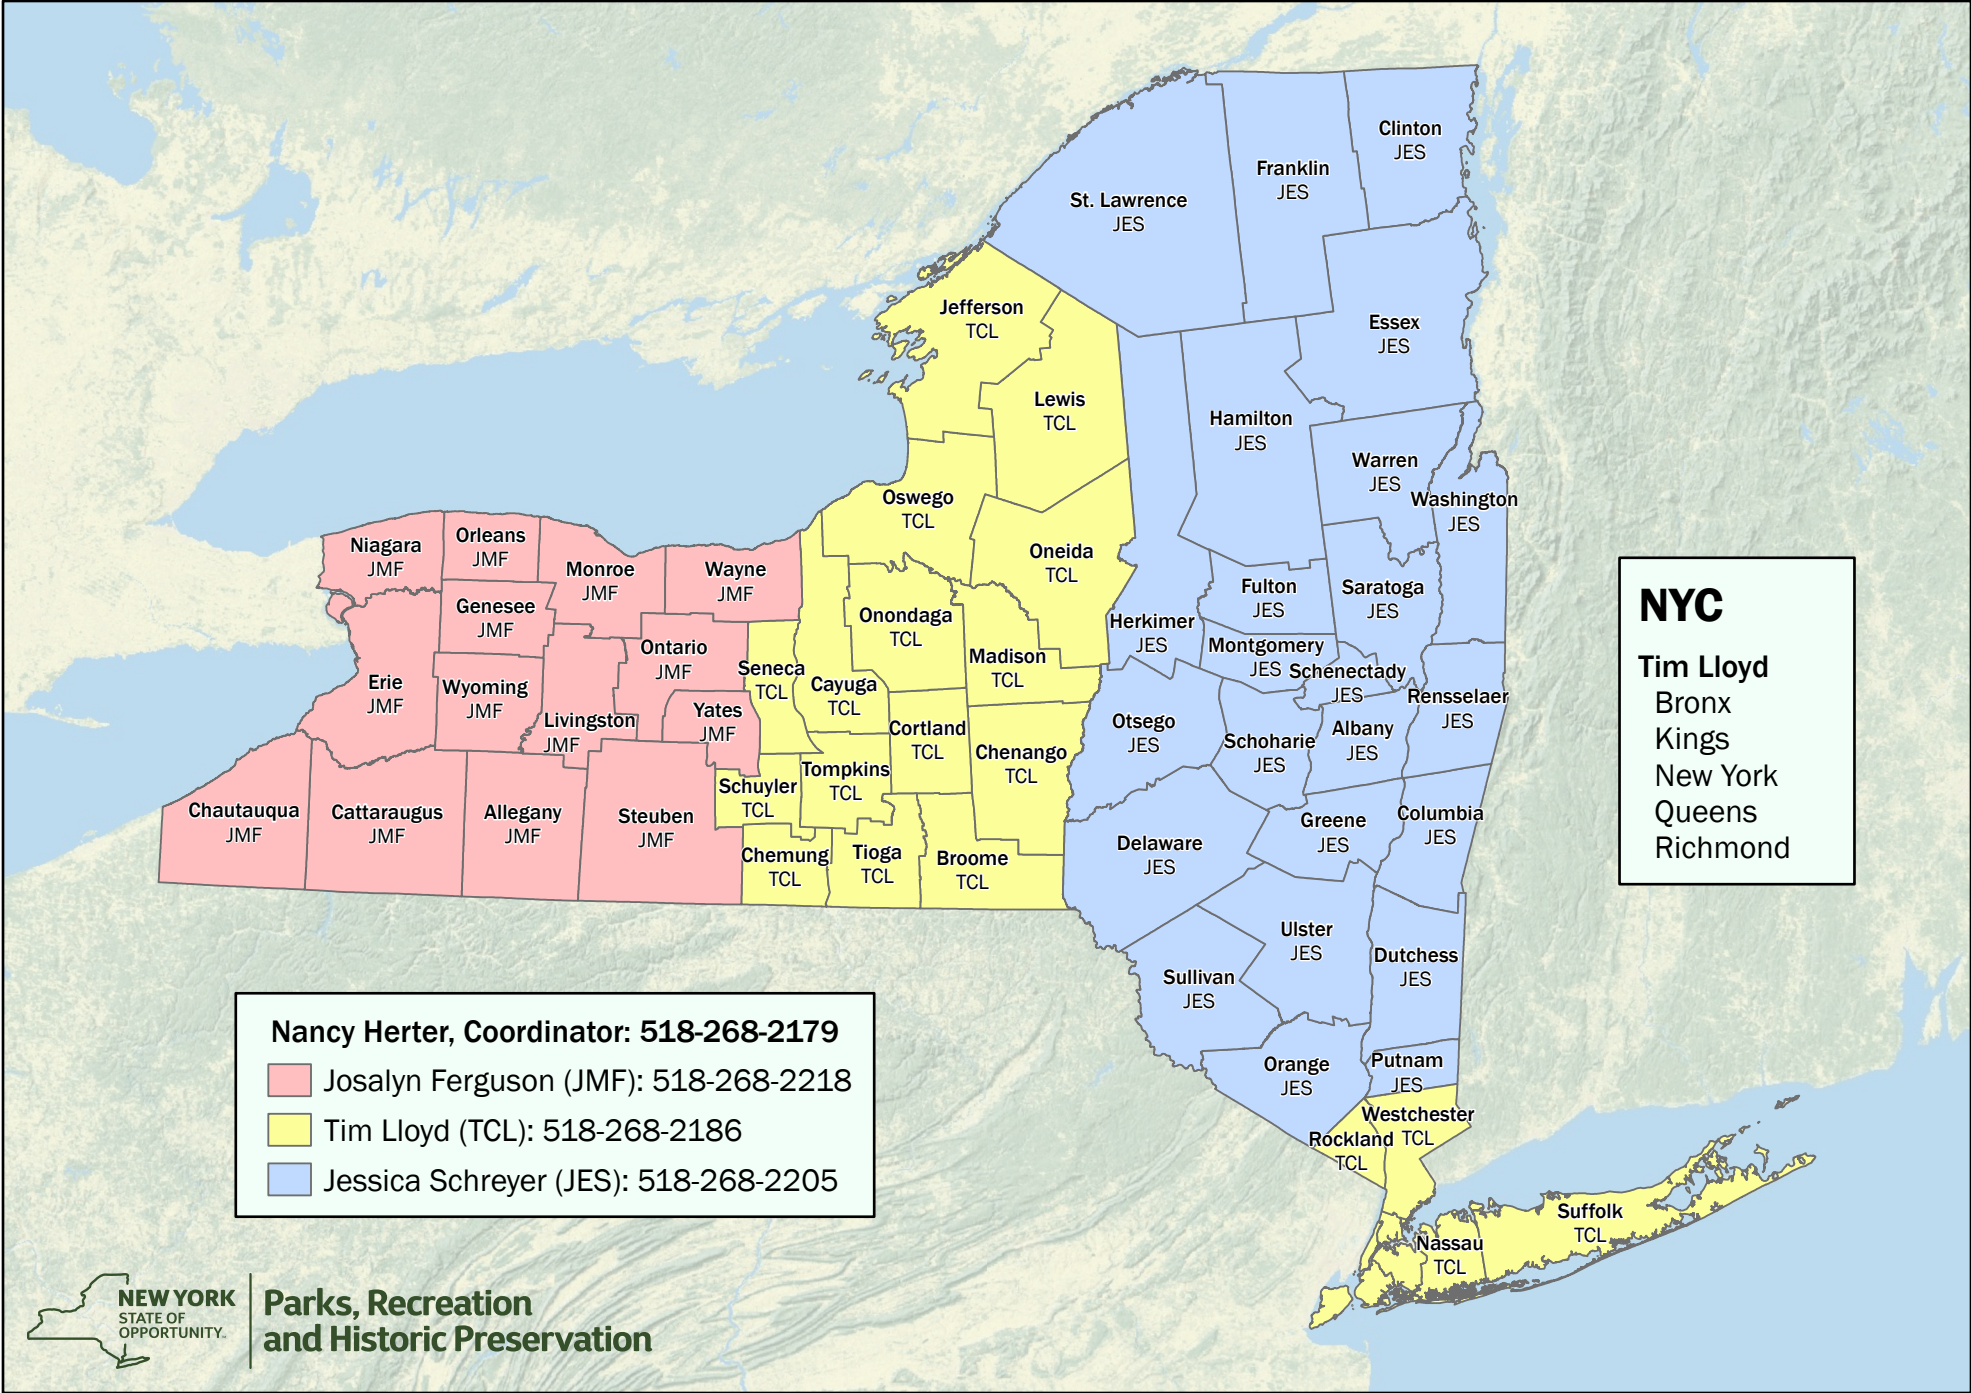 Clinton
JES
Franklin
JES
St. Lawrence
JES
Jefferson
TCL
Essex
JES
Lewis
TCL
Hamilton
JES
Warren
JES
Washington
JES
Oswego
TCL
Oneida
TCL
Niagara
JMF
Orleans
JMF
Monroe
JMF
Wayne
JMF
Genesee
JMF
Fulton
JES
Saratoga
JES
Herkimer
JES
Onondaga
TCL
Madison
TCL
Montgomery
JES
Schenectady
JES
Ontario
JMF
Seneca
TCL
Cayuga
TCL
Erie
JMF
Wyoming
JMF
Livingston
JMF
Yates
JMF
Cortland
TCL
Chenango
TCL
Otsego
JES
Schoharie
JES
Albany
JES
Rensselaer
JES
Schuyler
TCL
Tompkins
TCL
Chautauqua
JMF
Cattaraugus
JMF
Allegany
JMF
Steuben
JMF
Chemung
TCL
Tioga
TCL
Broome
TCL
Delaware
JES
Greene
JES
Columbia
JES
Ulster
JES
Dutchess
JES
Sullivan
JES
Orange
JES
Putnam
JES
Westchester
TCL
Rockland
TCL
Suffolk
TCL
Nassau
TCL
NYC
Tim Lloyd
Bronx
Kings
New York
Queens
Richmond
Nancy Herter, Coordinator: 518-268-2179
Josalyn Ferguson (JMF): 518-268-2218
Tim Lloyd (TCL): 518-268-2186
Jessica Schreyer (JES): 518-268-2205
NEW YORK
STATE OF
OPPORTUNITY™
Parks, Recreation
and Historic Preservation